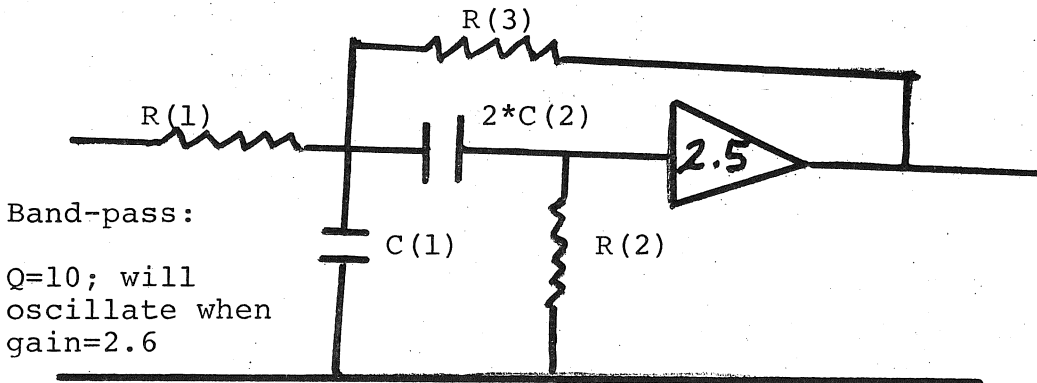 R(3)
R(1)
2*C(2)
2.5
Band-pass:
C(1)
R(2)
Q=10; will
oscillate when
gain=2.6